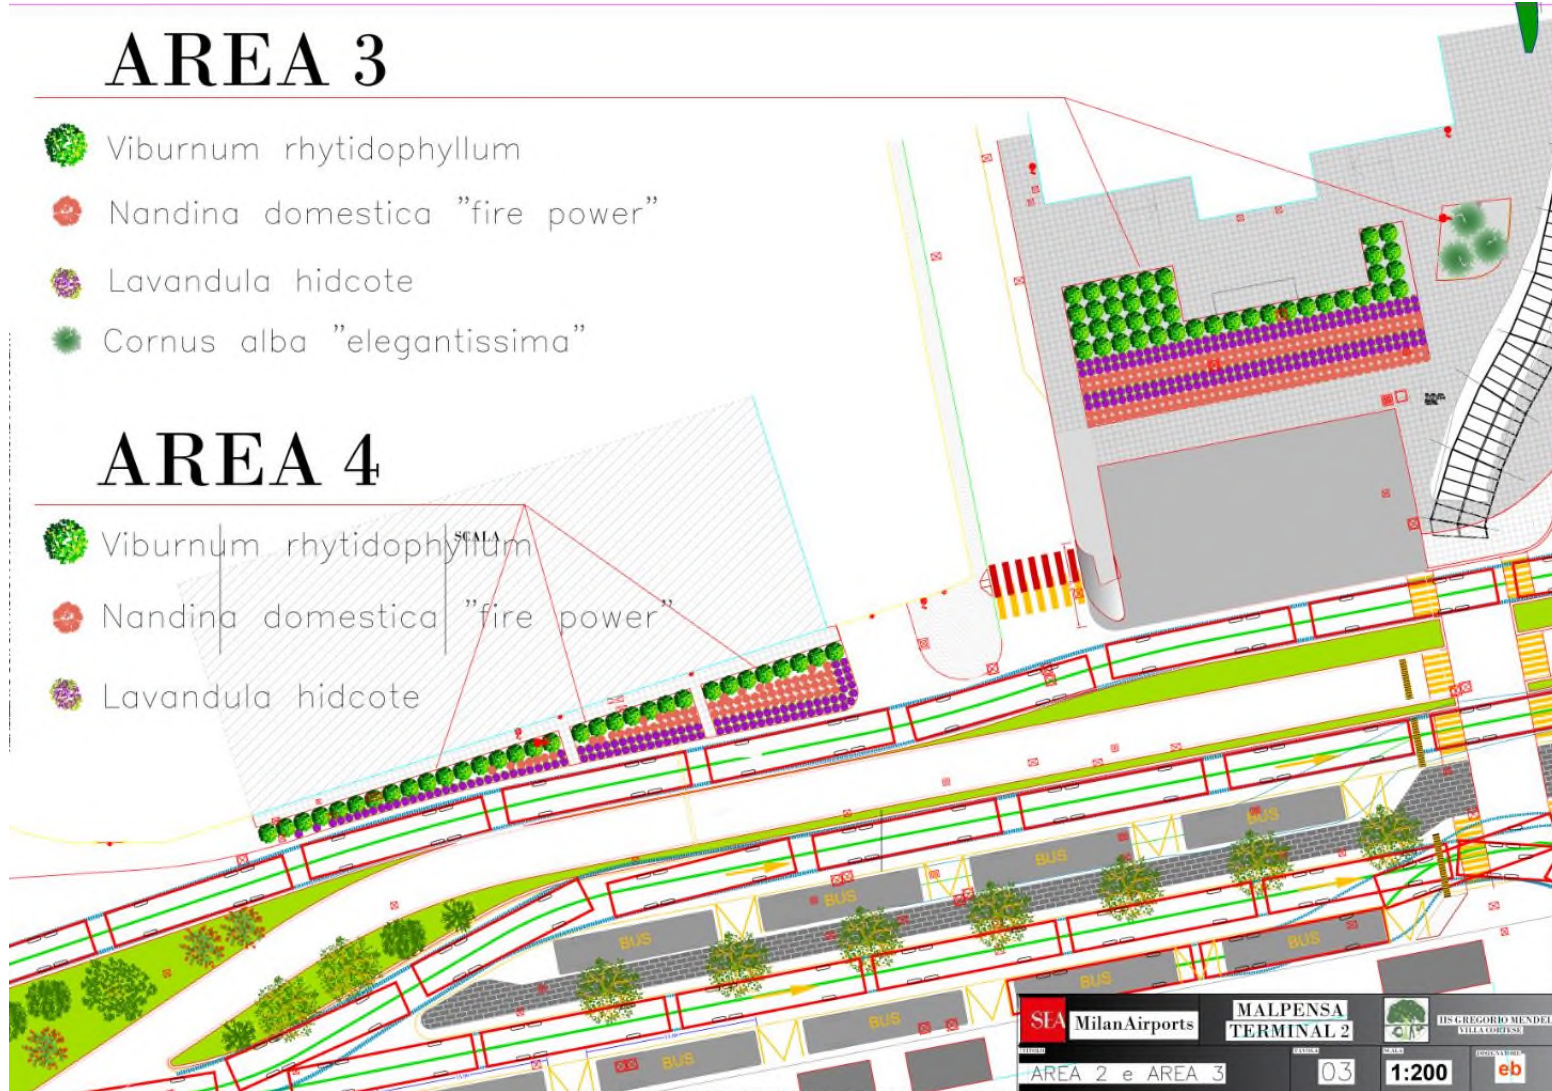 AREA 3
Viburnum rhytidophyllum
Nandina domestica "fire power"
Lavandula hidcote
Cornus alba "elegantissima"
AREA 4
SCALA
Viburnum rhytidophyllum
Nandina domestica "fire power"
Lavandula hidcote
BUS
BUS
BUS
BUS
BUS
BUS
BUS
BUS
SEA MilanAirports
MALPENSA
TERMINAL 2
IIS GREGORIO MENDEL
VILLA CORTESE
AREA 2 e AREA 3
TAVOLA
03
SCALA
1:200
eb